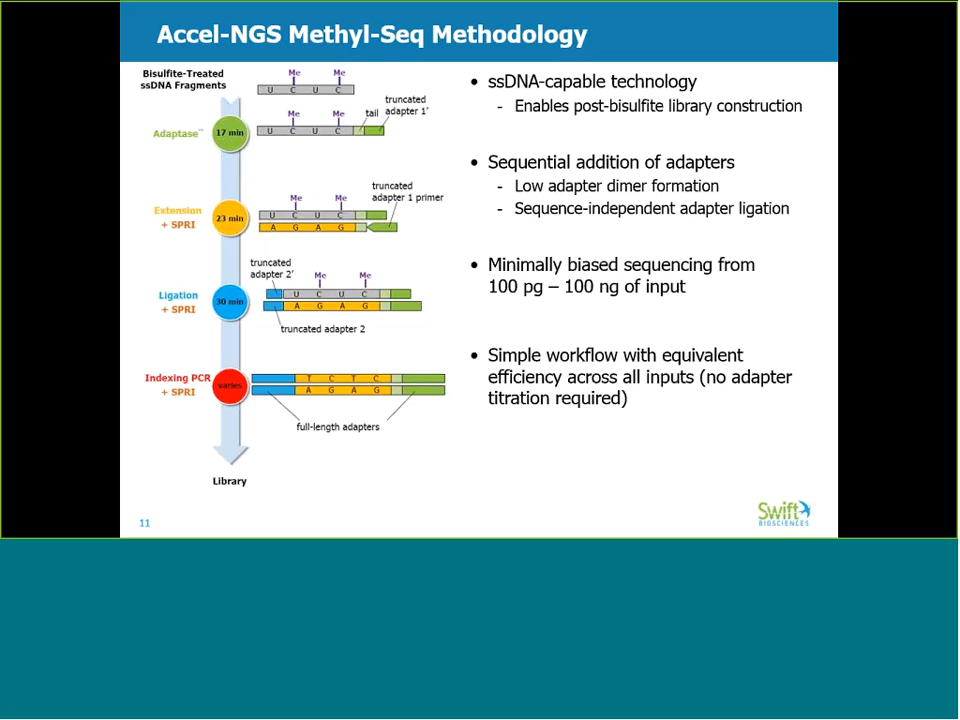 Accel-NGS Methyl-Seq Methodology
Bisulfite-Treated
ssDNA Fragments
Me Me
U C U C
Adaptase™
17 min
Me Me
U C U C
tail
truncated
adapter 1'
Extension
+ SPRI
23 min
Me Me
U C U C
A G A G
truncated
adapter 1 primer
Ligation
+ SPRI
30 min
truncated
adapter 2'
Me Me
U C U C
A G A G
truncated adapter 2
Indexing PCR
+ SPRI
varies
T C T C
A G A G
full-length adapters
Library
• ssDNA-capable technology
- Enables post-bisulfite library construction
• Sequential addition of adapters
- Low adapter dimer formation
- Sequence-independent adapter ligation
• Minimally biased sequencing from
100 pg – 100 ng of input
• Simple workflow with equivalent
efficiency across all inputs (no adapter
titration required)
11
Swift
BIOSCIENCES